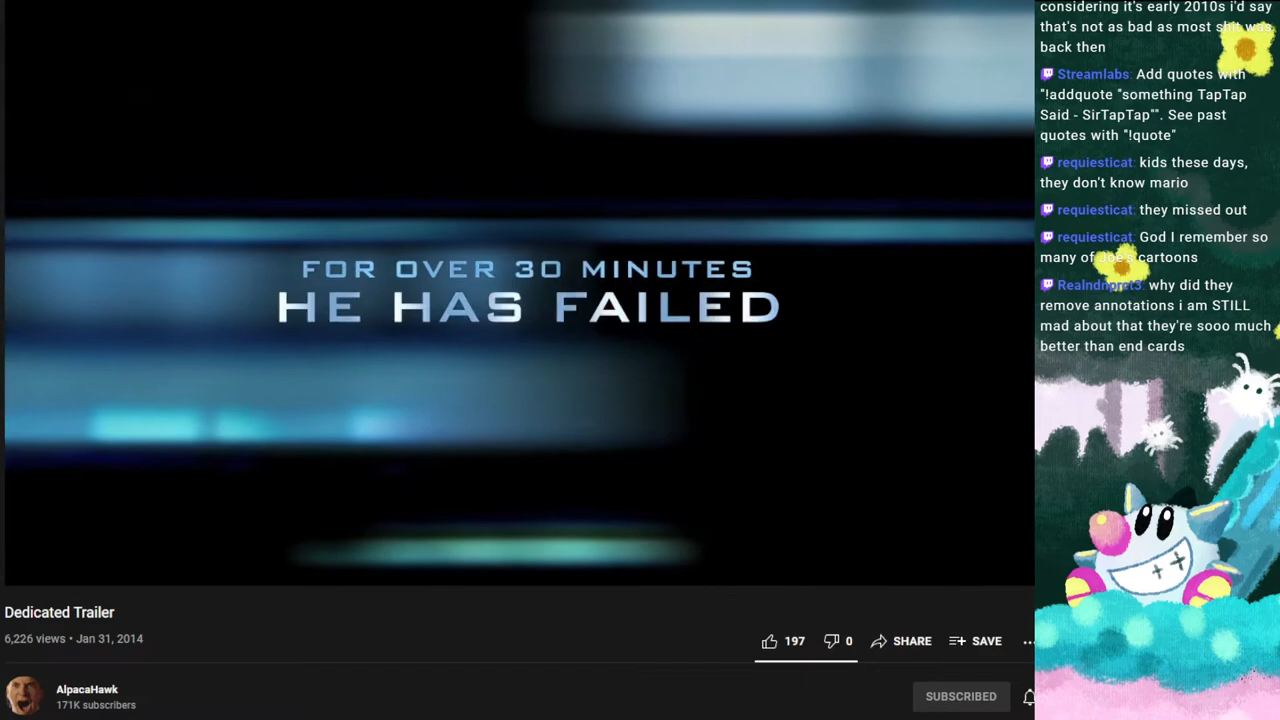 FOR OVER 30 MINUTES
HE HAS FAILED
Dedicated Trailer
6,226 views • Jan 31, 2014
197
0
SHARE
SAVE
AlpacaHawk
171K subscribers
SUBSCRIBED
considering it's early 2010s i'd say
that's not as bad as most shit was
back then
Streamlabs: Add quotes with
"!addquote "something TapTap
Said - SirTapTap"". See past
quotes with "!quote"
requiesticat: kids these days,
they don't know mario
requiesticat: they missed out
requiesticat: God I remember so
many of Joe's cartoons
Realndnprct3: why did they
remove annotations i am STILL
mad about that they're sooo much
better than end cards